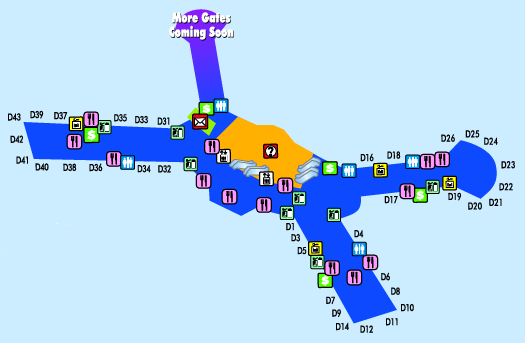 More Gates
Coming Soon
D43 D39 D37 D35 D33 D31
D42
D41 D40 D38 D36 D34 D32
D26 D25 D24
D16 D18 D23
D17 D19 D22
D20 D21
D1
D3 D4
D5
D6
D7 D8
D9 D10
D14 D12 D11
$
?
$
$
$
$